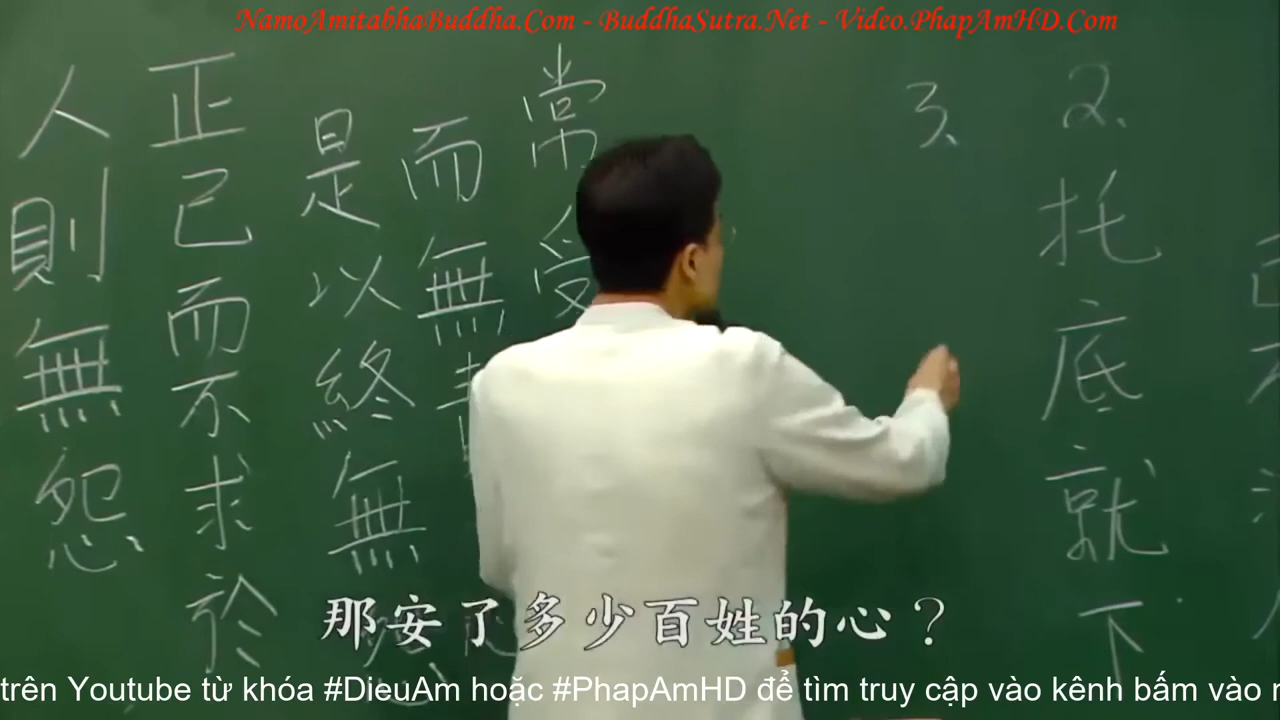 NamoAmitabhaBuddha.Com - BuddhaSutra.Net - Video.PhapAmHD.Com
2.托底就下
3.
常受
而無
是以終無
正己而不求於
人則無怨
那安了多少百姓的心？
trên Youtube từ khóa #DieuAm hoặc #PhapAmHD để tìm truy cập vào kênh bấm vào